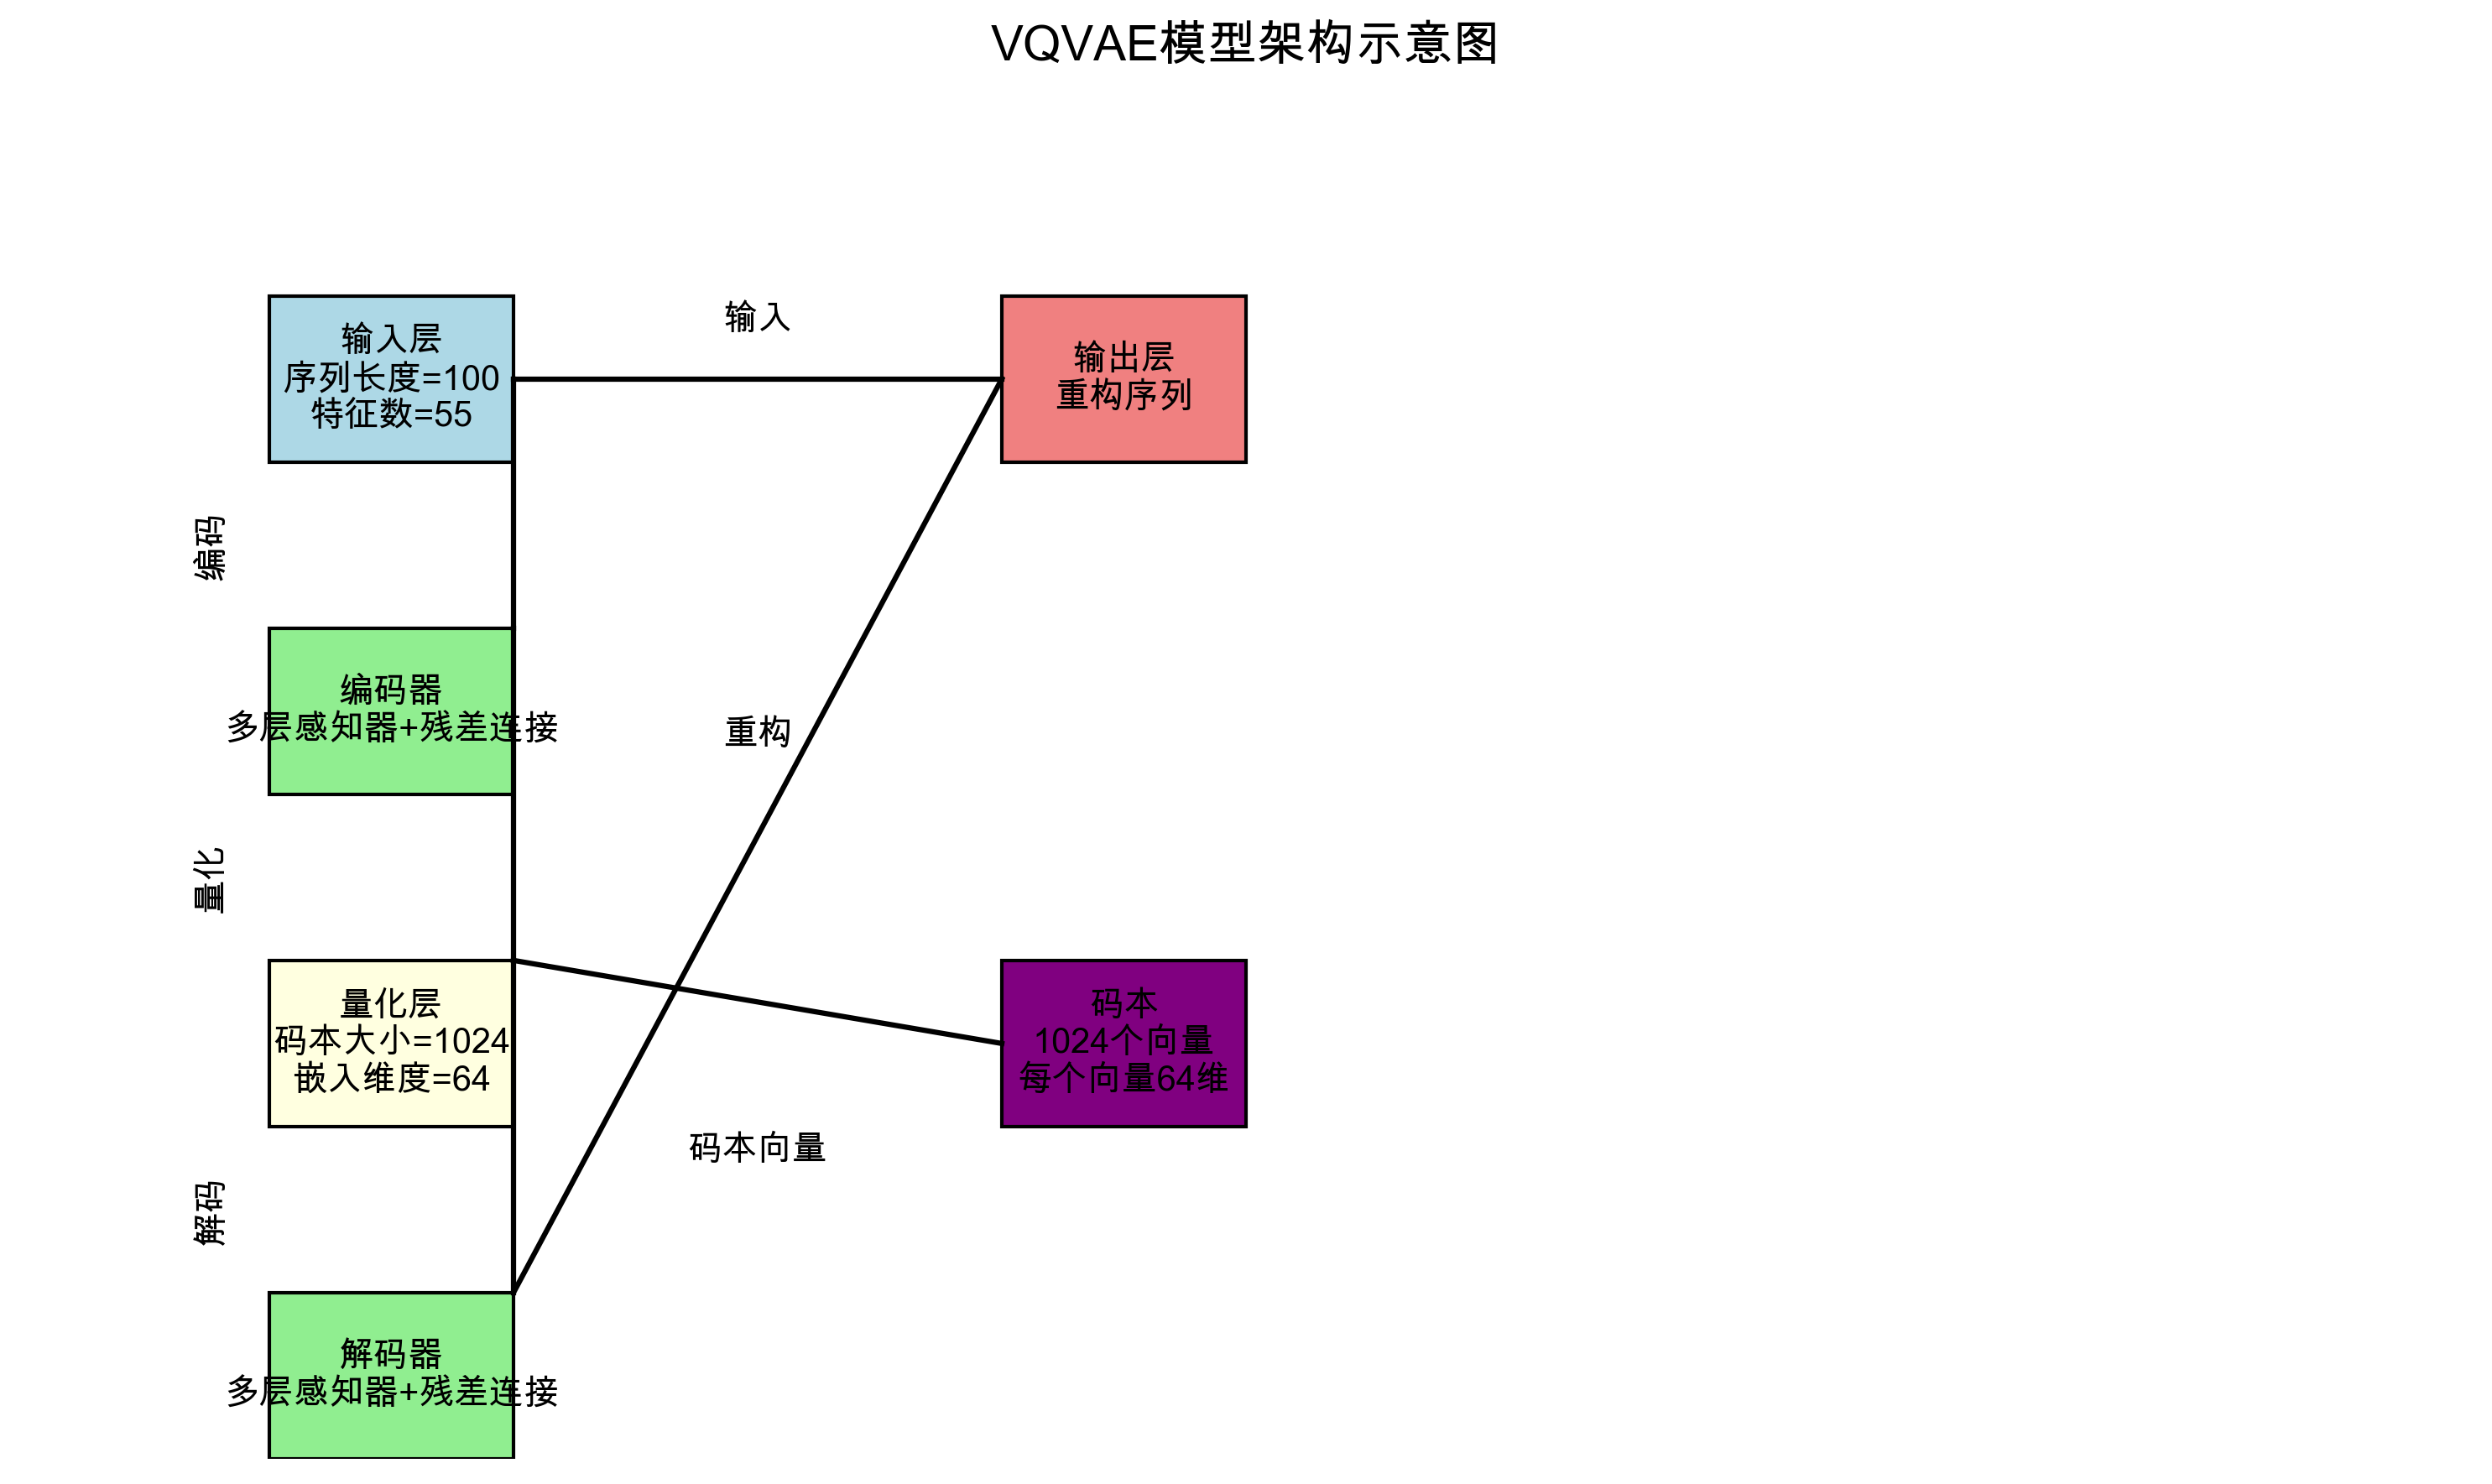 VQVAE模型架构示意图
输入层
序列长度=100
特征数=55
输入
输出层
重构序列
编码
编码器
多层感知器+残差连接
重构
量化
量化层
码本大小=1024
嵌入维度=64
码本
1024个向量
每个向量64维
码本向量
解码
解码器
多层感知器+残差连接